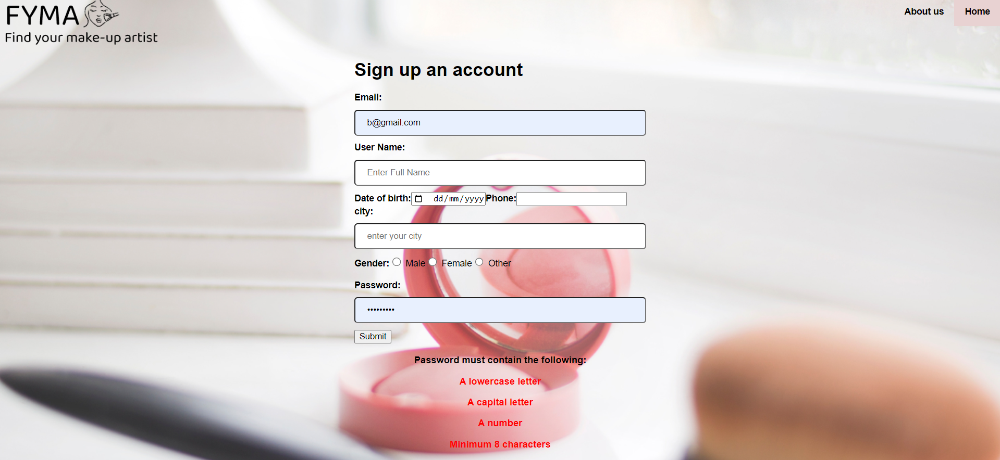 FYMA
Find your make-up artist
About us Home
Sign up an account
Email:
b@gmail.com
User Name:
Enter Full Name
Date of birth: dd/mm/yyyy Phone:
city:
enter your city
Gender: Male Female Other
Password:
•••••••••
Submit
Password must contain the following:
A lowercase letter
A capital letter
A number
Minimum 8 characters